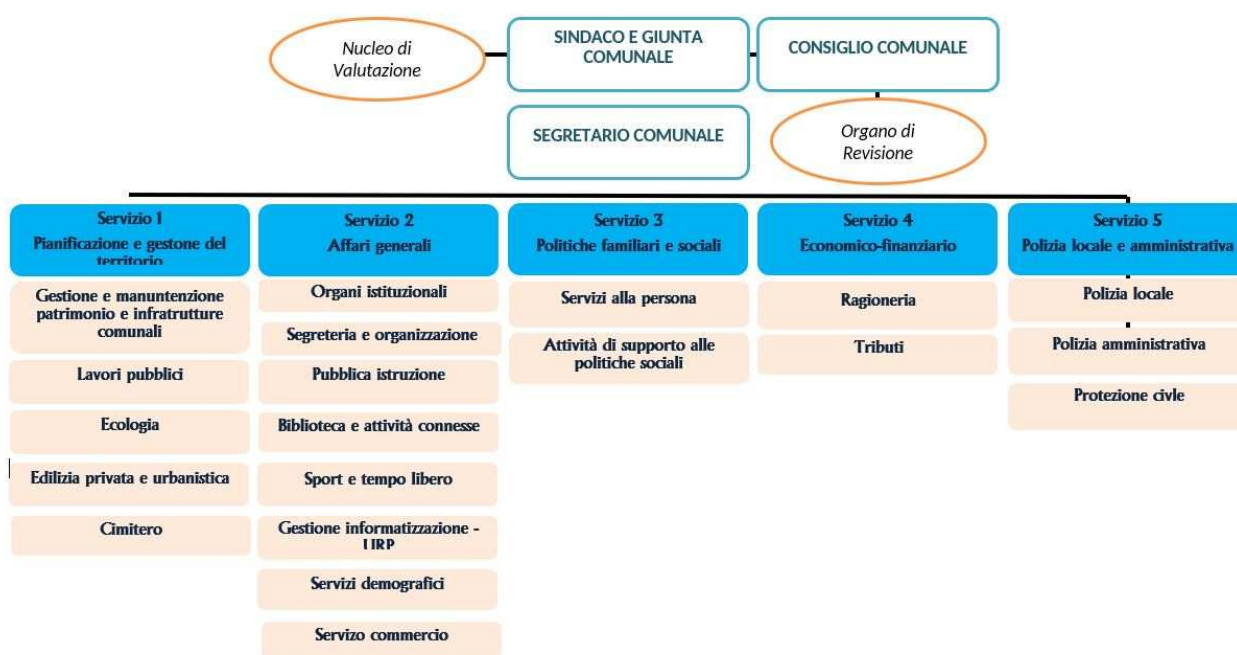 Nucleo di
Valutazione
SINDACO E GIUNTA
COMUNALE
CONSIGLIO COMUNALE
SEGRETARIO COMUNALE
Organo di
Revisione
Servizio 1
Pianificazione e gestone del
territorio
Gestione e manuntenzione
patrimonio e infratrutture
comunali
Lavori pubblici
Ecologia
Edilizia privata e urbanistica
Cimitero
Servizio 2
Affari generali
Organi istituzionali
Segreteria e organizzazione
Pubblica istruzione
Biblioteca e attività connesse
Sport e tempo libero
Gestione informatizzazione -
URP
Servizi demografici
Servizo commercio
Servizio 3
Politiche familiari e sociali
Servizi alla persona
Attività di supporto alle
politiche sociali
Servizio 4
Economico-finanziario
Ragioneria
Tributi
Servizio 5
Polizia locale e amministrativa
Polizia locale
Polizia amministrativa
Protezione civle